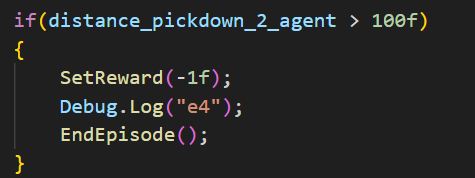 if(distance_pickdown_2_agent > 100f)
{
    SetReward(-1f);
    Debug.Log("e4");
    EndEpisode();
}